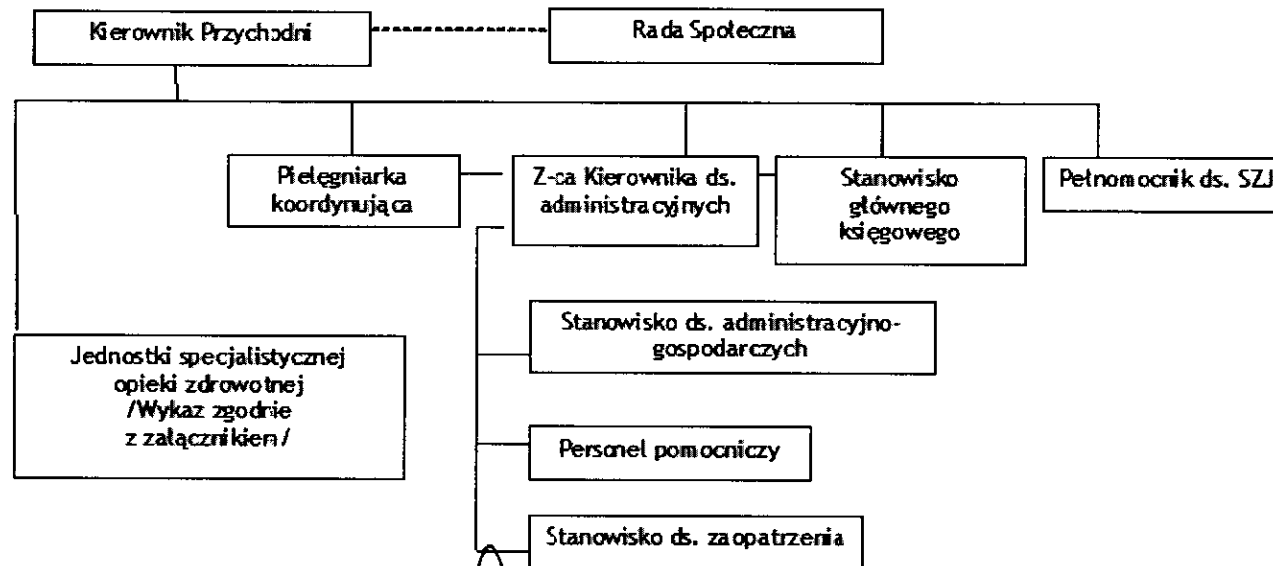 Kierownik Przychodni
Rada Społeczna
Pielęgniarka
koordynująca
Z-ca Kierownika ds.
administracyjnych
Stanowisko
głównego
księgowego
Pełnomocnik ds. SZJ
Jednostki specjalistycznej
opieki zdrowotnej
/Wykaz zgodnie
z załącznikiem/
Stanowisko ds. administracyjno-
gospodarczych
Personel pomocniczy
Stanowisko ds. zaopatrzenia